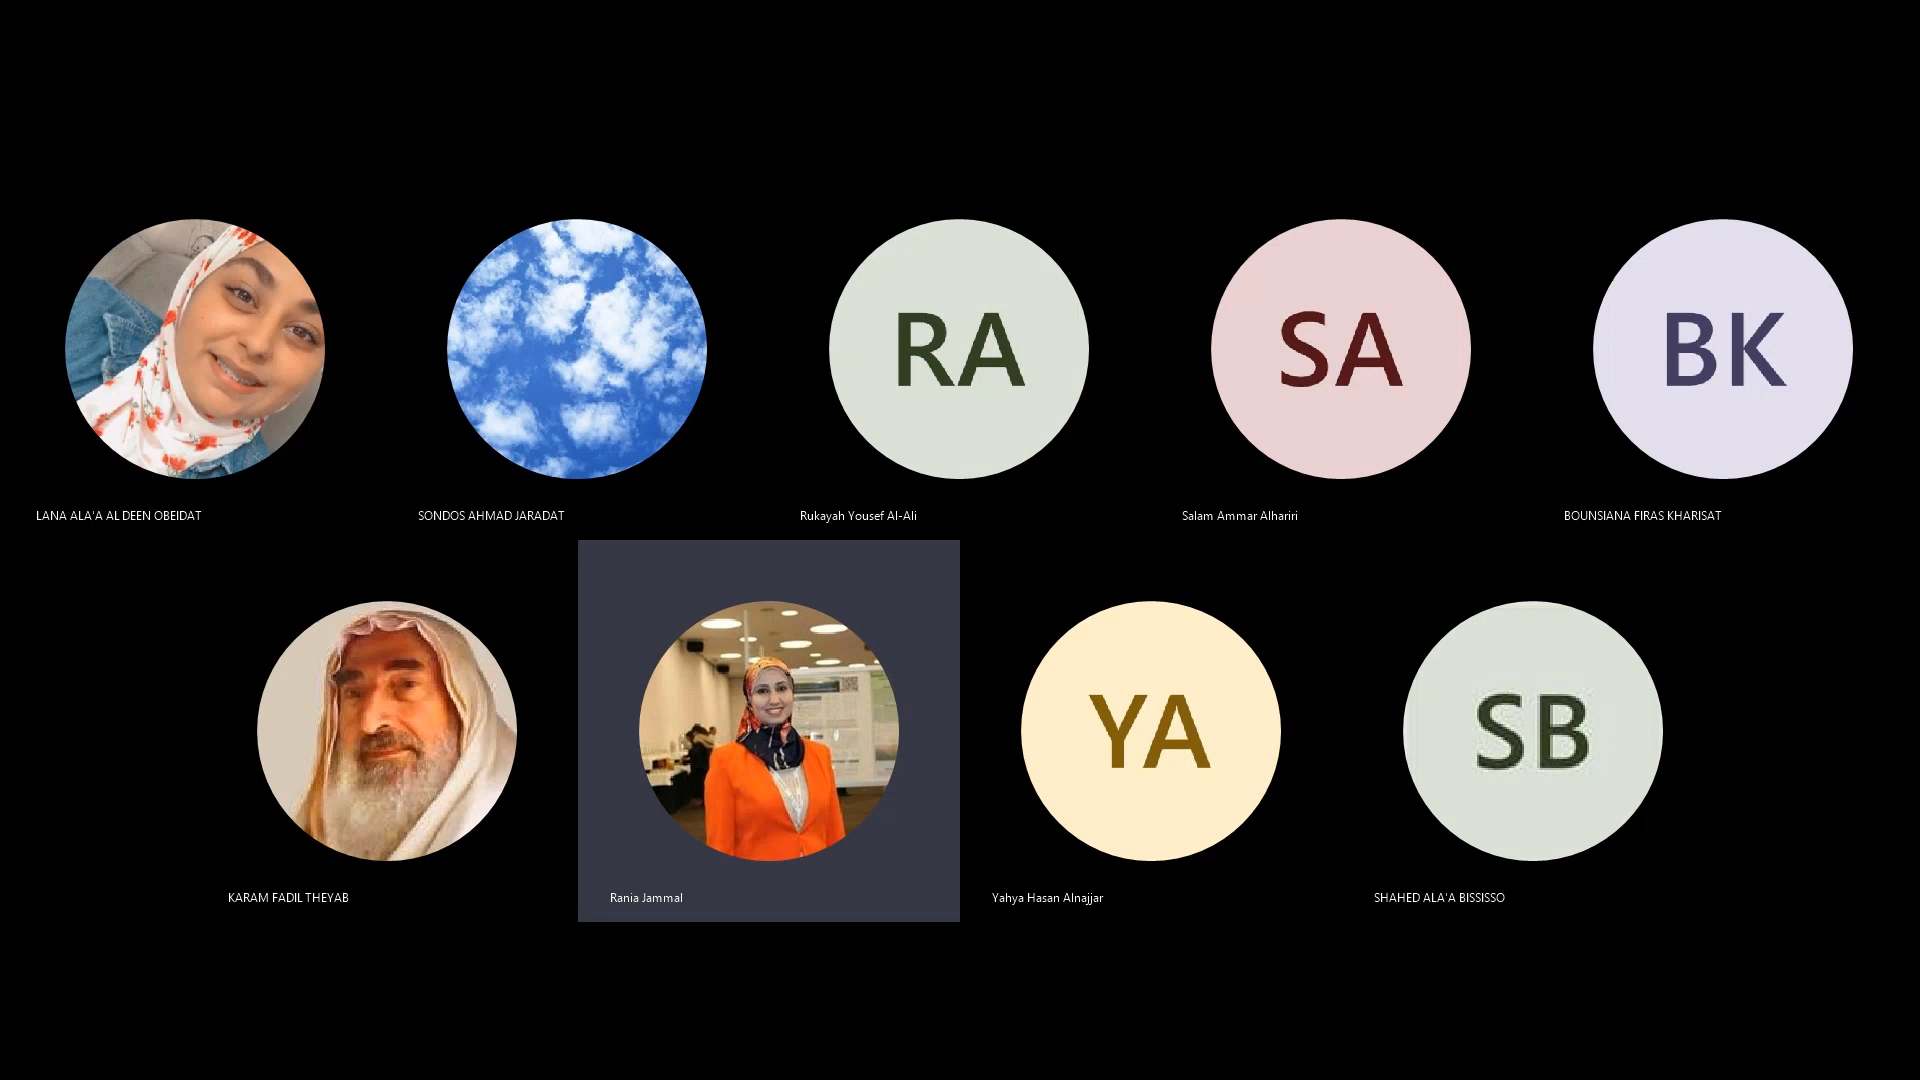 RA
SA
BK
LANA ALA'A AL DEEN OBEIDAT
SONDOS AHMAD JARADAT
Rukayah Yousef Al-Ali
Salam Ammar Alhariri
BOUNSIANA FIRAS KHARISAT
YA
SB
KARAM FADIL THEYAB
Rania Jammal
Yahya Hasan Alnajjar
SHAHED ALA'A BISSISSO